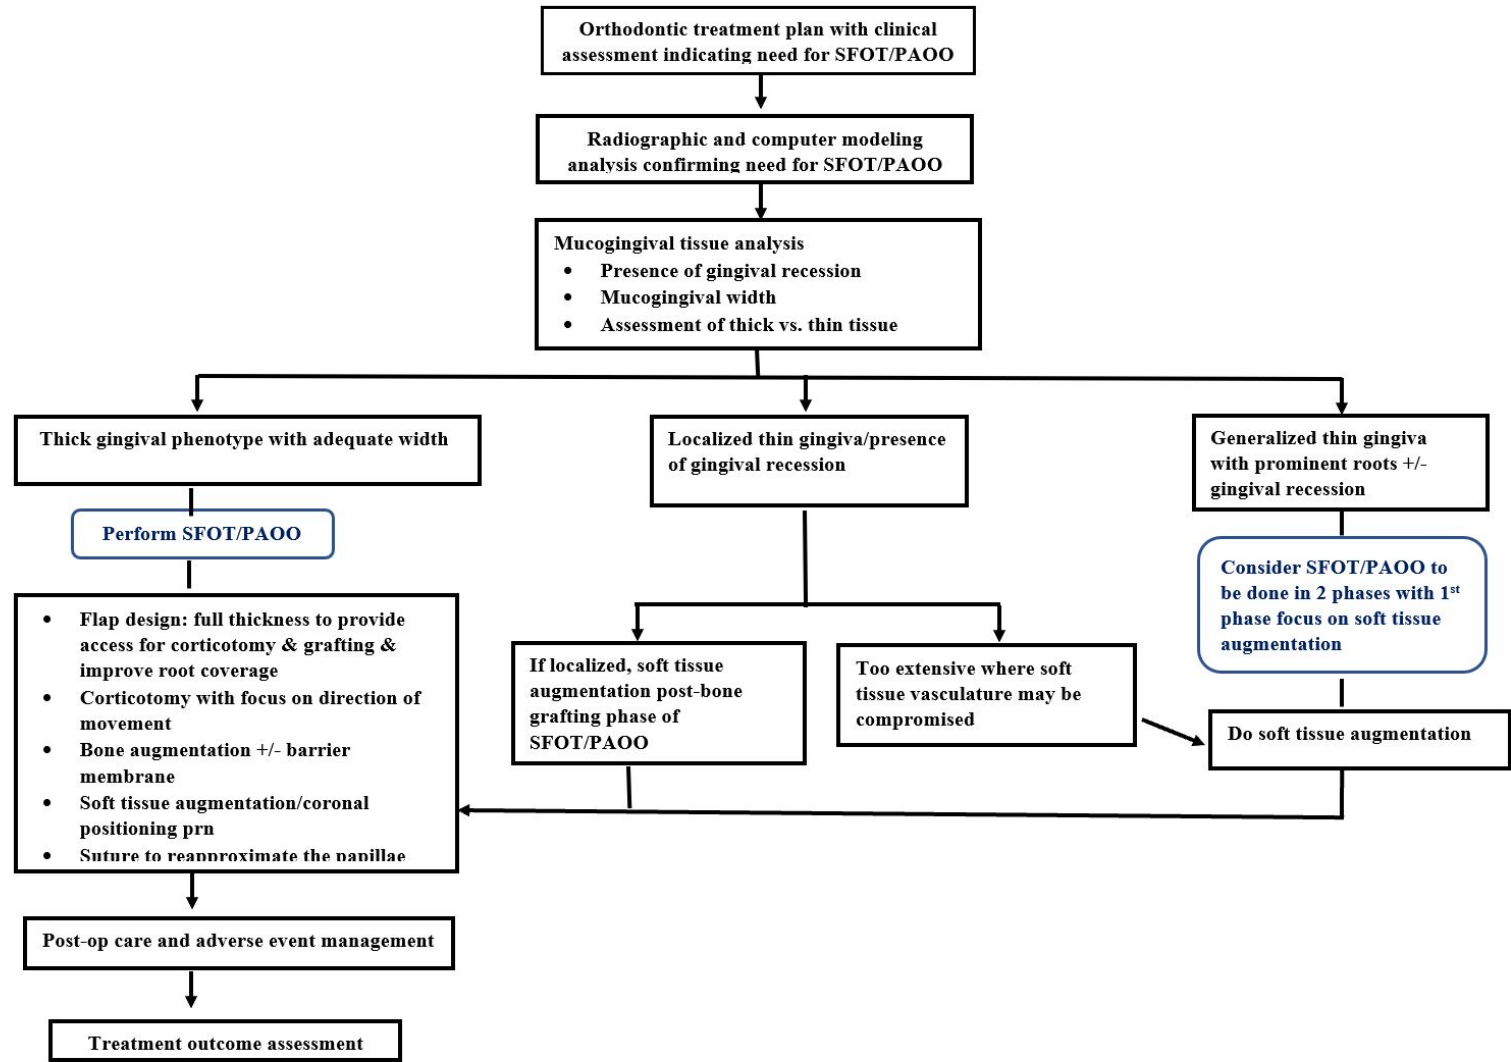 Orthodontic treatment plan with clinical
assessment indicating need for SFOT/PAOO
Radiographic and computer modeling
analysis confirming need for SFOT/PAOO
Mucogingival tissue analysis
• Presence of gingival recession
• Mucogingival width
• Assessment of thick vs. thin tissue
Thick gingival phenotype with adequate width
Localized thin gingiva/presence
of gingival recession
Generalized thin gingiva
with prominent roots +/-
gingival recession
Perform SFOT/PAOO
Consider SFOT/PAOO to
be done in 2 phases with 1st
phase focus on soft tissue
augmentation
• Flap design: full thickness to provide
access for corticotomy & grafting &
improve root coverage
• Corticotomy with focus on direction of
movement
• Bone augmentation +/- barrier
membrane
• Soft tissue augmentation/coronal
positioning prn
• Suture to reapproximate the papillae
If localized, soft tissue
augmentation post-bone
grafting phase of
SFOT/PAOO
Too extensive where soft
tissue vasculature may be
compromised
Do soft tissue augmentation
Post-op care and adverse event management
Treatment outcome assessment